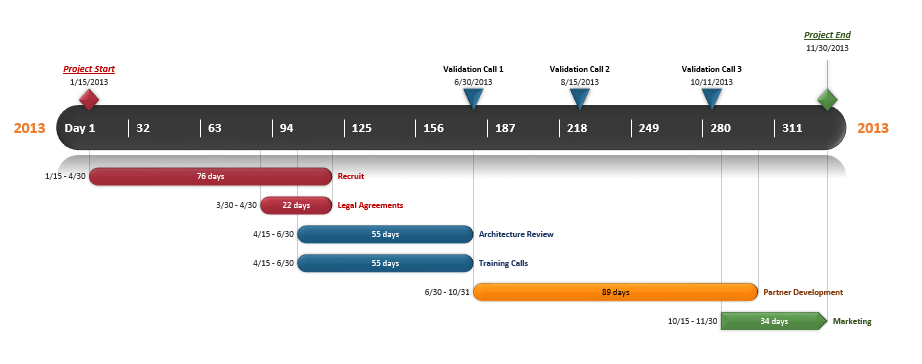 Project End
11/30/2013
Project Start
1/15/2013
Validation Call 1
6/30/2013
Validation Call 2
8/15/2013
Validation Call 3
10/11/2013
2013 Day 1 32 63 94 125 156 187 218 249 280 311 2013
1/15 - 4/30 76 days Recruit
3/30 - 4/30 22 days Legal Agreements
4/15 - 6/30 55 days Architecture Review
4/15 - 6/30 55 days Training Calls
6/30 - 10/31 89 days Partner Development
10/15 - 11/30 34 days Marketing